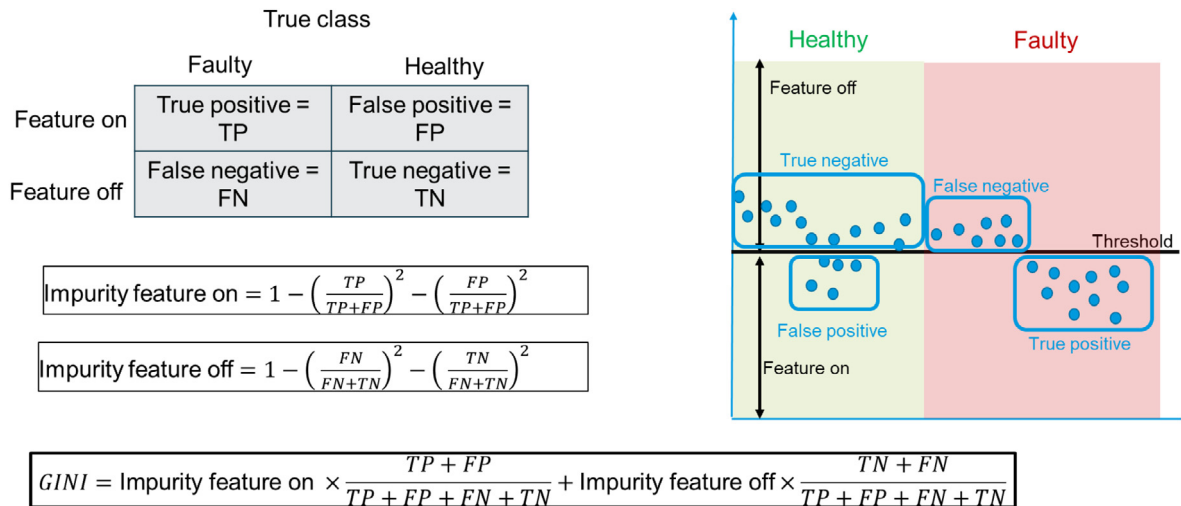 True class
Faulty Healthy
Feature on
True positive =
TP
False positive =
FP
Feature off
False negative =
FN
True negative =
TN
Impurity feature on = 1 − (TP/(TP+FP))² − (FP/(TP+FP))²
Impurity feature off = 1 − (FN/(FN+TN))² − (TN/(FN+TN))²
GINI = Impurity feature on × (TP + FP)/(TP + FP + FN + TN) + Impurity feature off × (TN + FN)/(TP + FP + FN + TN)
Healthy
Faulty
Feature off
True negative
False negative
Threshold
False positive
True positive
Feature on